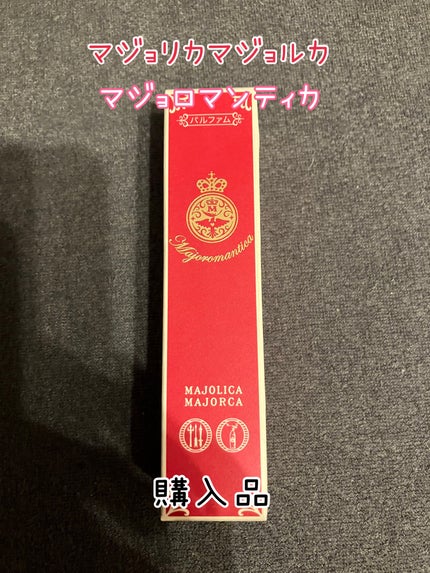 マジョリカマジョルカ
マジョロマンティカ
パルファム
M
Majoromantica
MAJOLICA
MAJORCA
購入品